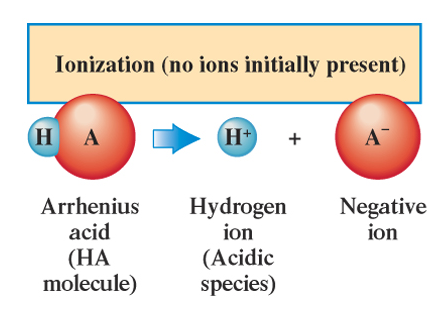 Ionization (no ions initially present)
H A H+ + A−
Arrhenius Hydrogen Negative
acid ion ion
(HA (Acidic
molecule) species)